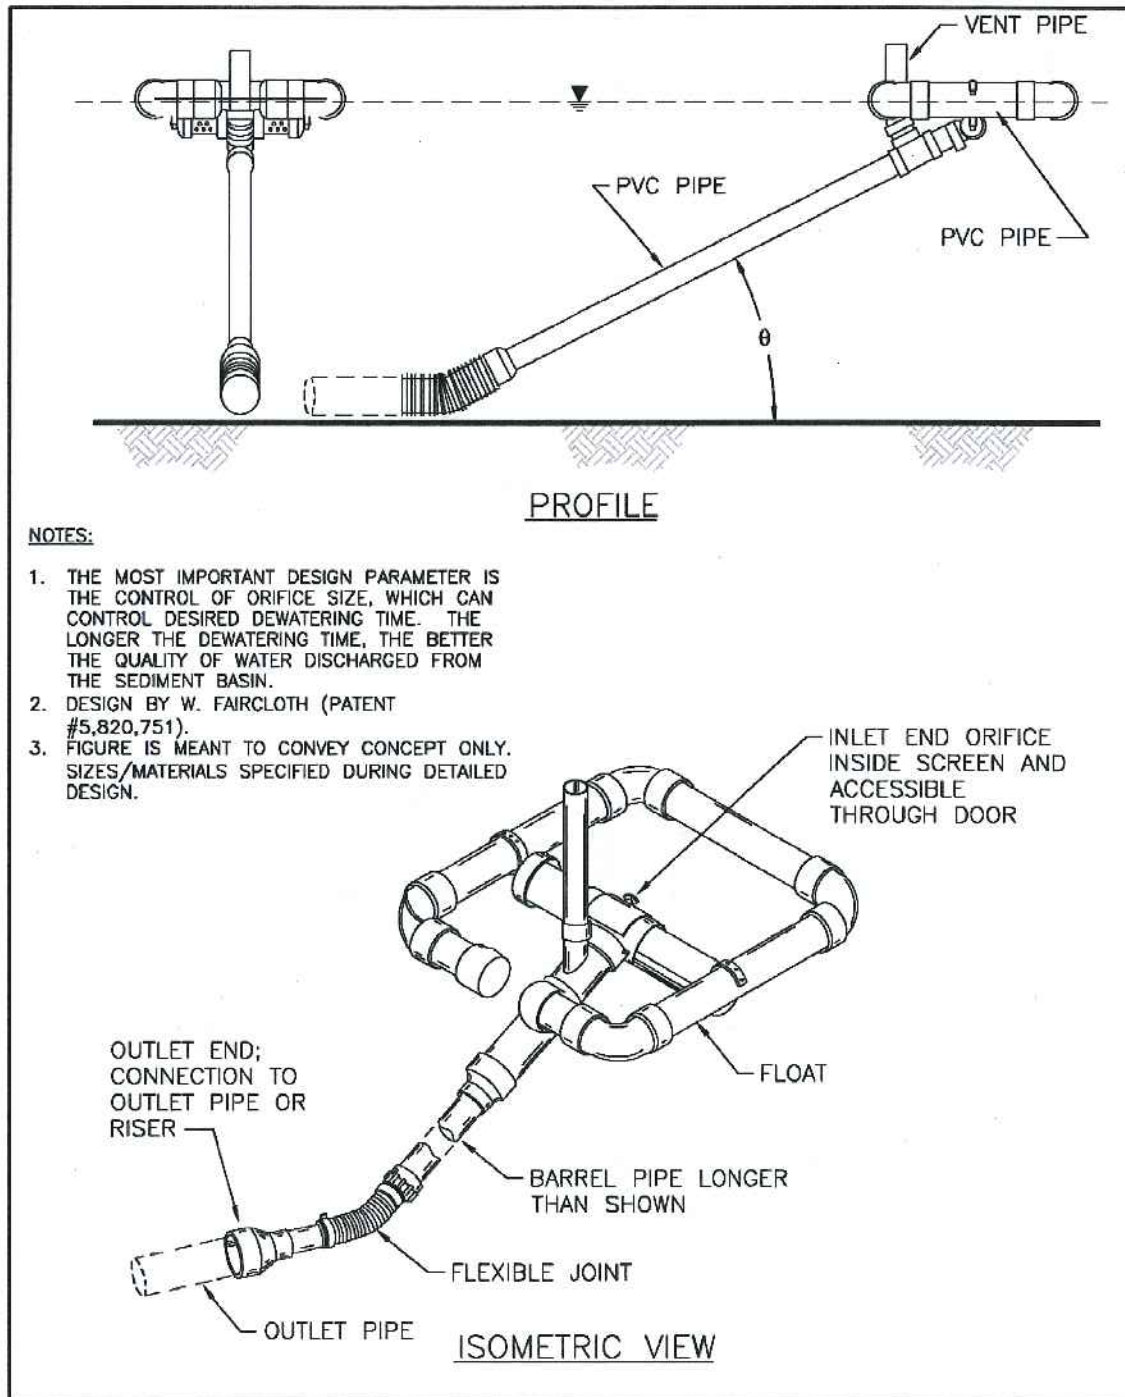 VENT PIPE
PVC PIPE
PVC PIPE
θ
PROFILE
NOTES:
1. THE MOST IMPORTANT DESIGN PARAMETER IS
THE CONTROL OF ORIFICE SIZE, WHICH CAN
CONTROL DESIRED DEWATERING TIME. THE
LONGER THE DEWATERING TIME, THE BETTER
THE QUALITY OF WATER DISCHARGED FROM
THE SEDIMENT BASIN.
2. DESIGN BY W. FAIRCLOTH (PATENT
#5,820,751).
3. FIGURE IS MEANT TO CONVEY CONCEPT ONLY.
SIZES/MATERIALS SPECIFIED DURING DETAILED
DESIGN.
INLET END ORIFICE
INSIDE SCREEN AND
ACCESSIBLE
THROUGH DOOR
OUTLET END;
CONNECTION TO
OUTLET PIPE OR
RISER
FLOAT
BARREL PIPE LONGER
THAN SHOWN
FLEXIBLE JOINT
OUTLET PIPE
ISOMETRIC VIEW